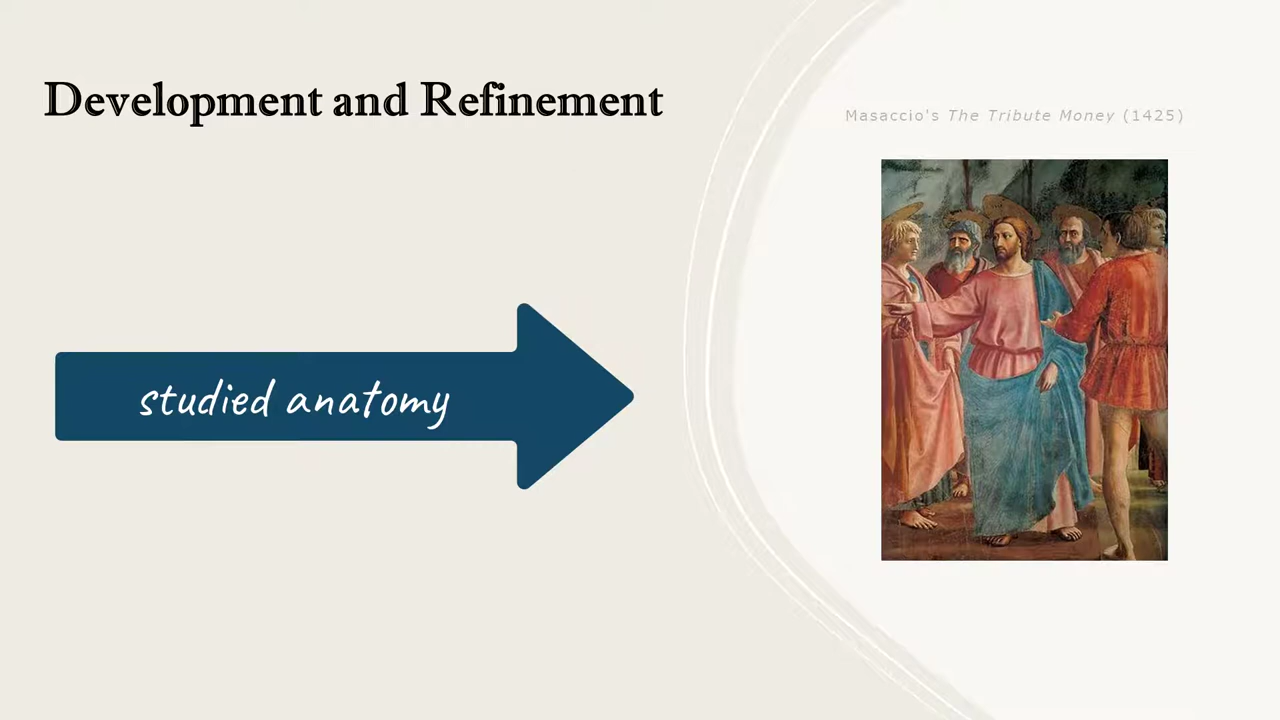 Development and Refinement
Masaccio's The Tribute Money (1425)
studied anatomy